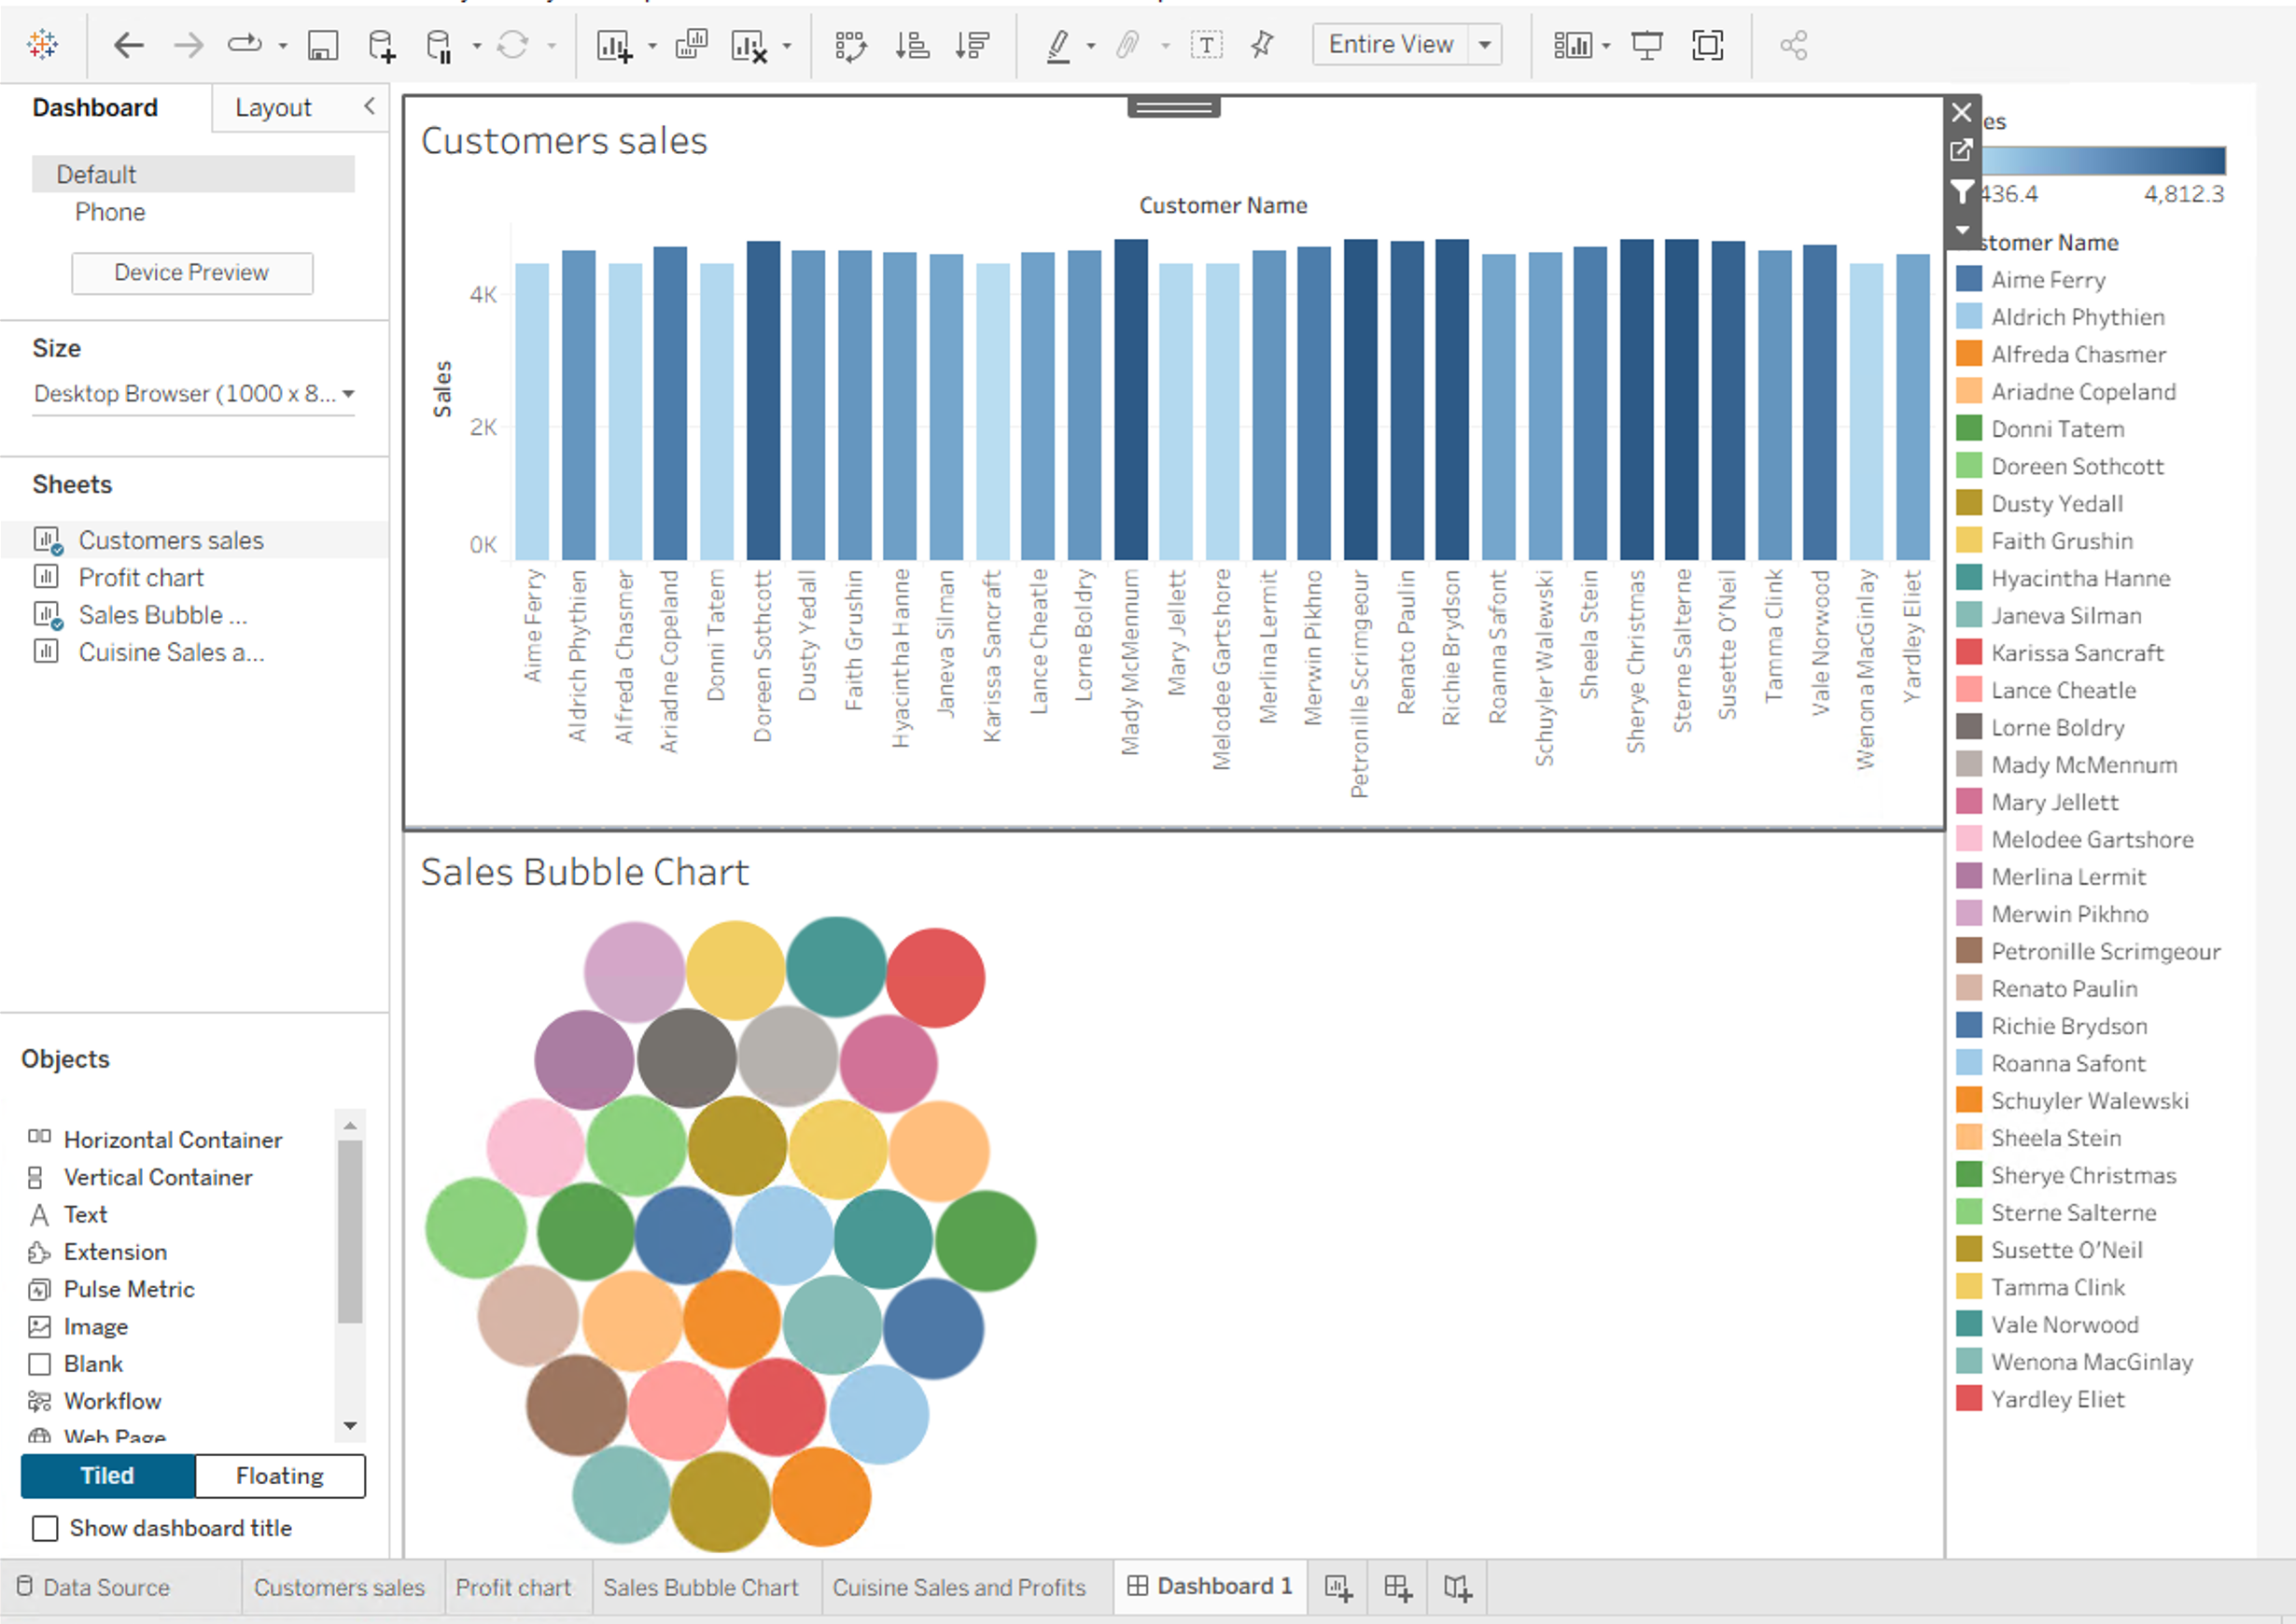 Entire View
Dashboard
Layout
Default
Phone
Device Preview
Size
Desktop Browser (1000 x 8...
Sheets
Customers sales
Profit chart
Sales Bubble ...
Cuisine Sales a...
Objects
Horizontal Container
Vertical Container
Text
Extension
Pulse Metric
Image
Blank
Workflow
Web Page
Tiled
Floating
Show dashboard title
Customers sales
Customer Name
Sales
4K
2K
0K
Aime Ferry
Aldrich Phythien
Alfreda Chasmer
Ariadne Copeland
Donni Tatem
Doreen Sothcott
Dusty Yedall
Faith Grushin
Hyacintha Hanne
Janeva Silman
Karissa Sancraft
Lance Cheatle
Lorne Boldry
Mady McMennum
Mary Jellett
Melodee Gartshore
Merlina Lermit
Merwin Pikhno
Petronille Scrimgeour
Renato Paulin
Richie Brydson
Roanna Safont
Schuyler Walewski
Sheela Stein
Sherye Christmas
Sterne Salterne
Susette O'Neil
Tamma Clink
Vale Norwood
Wenona MacGinlay
Yardley Eliet
Sales Bubble Chart
es
436.4 4,812.3
stomer Name
Aime Ferry
Aldrich Phythien
Alfreda Chasmer
Ariadne Copeland
Donni Tatem
Doreen Sothcott
Dusty Yedall
Faith Grushin
Hyacintha Hanne
Janeva Silman
Karissa Sancraft
Lance Cheatle
Lorne Boldry
Mady McMennum
Mary Jellett
Melodee Gartshore
Merlina Lermit
Merwin Pikhno
Petronille Scrimgeour
Renato Paulin
Richie Brydson
Roanna Safont
Schuyler Walewski
Sheela Stein
Sherye Christmas
Sterne Salterne
Susette O'Neil
Tamma Clink
Vale Norwood
Wenona MacGinlay
Yardley Eliet
Data Source
Customers sales
Profit chart
Sales Bubble Chart
Cuisine Sales and Profits
Dashboard 1